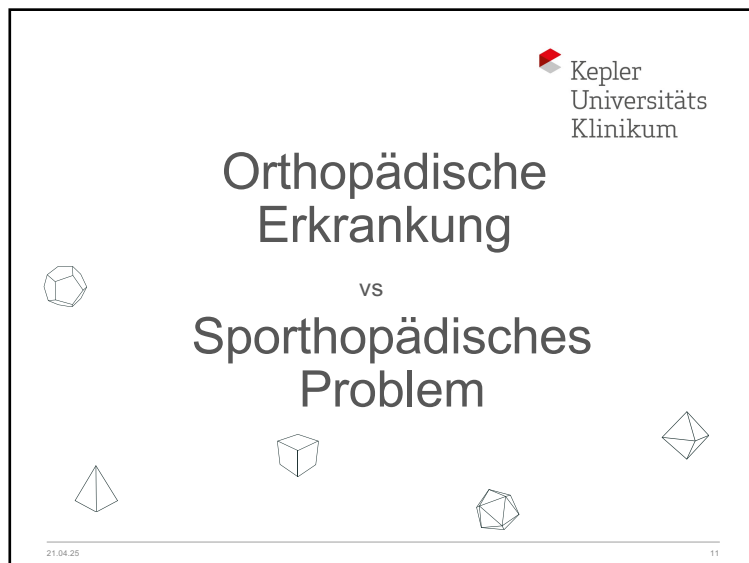 Kepler
Universitäts
Klinikum
Orthopädische
Erkrankung
vs
Sporthopädisches
Problem
21.04.25
11